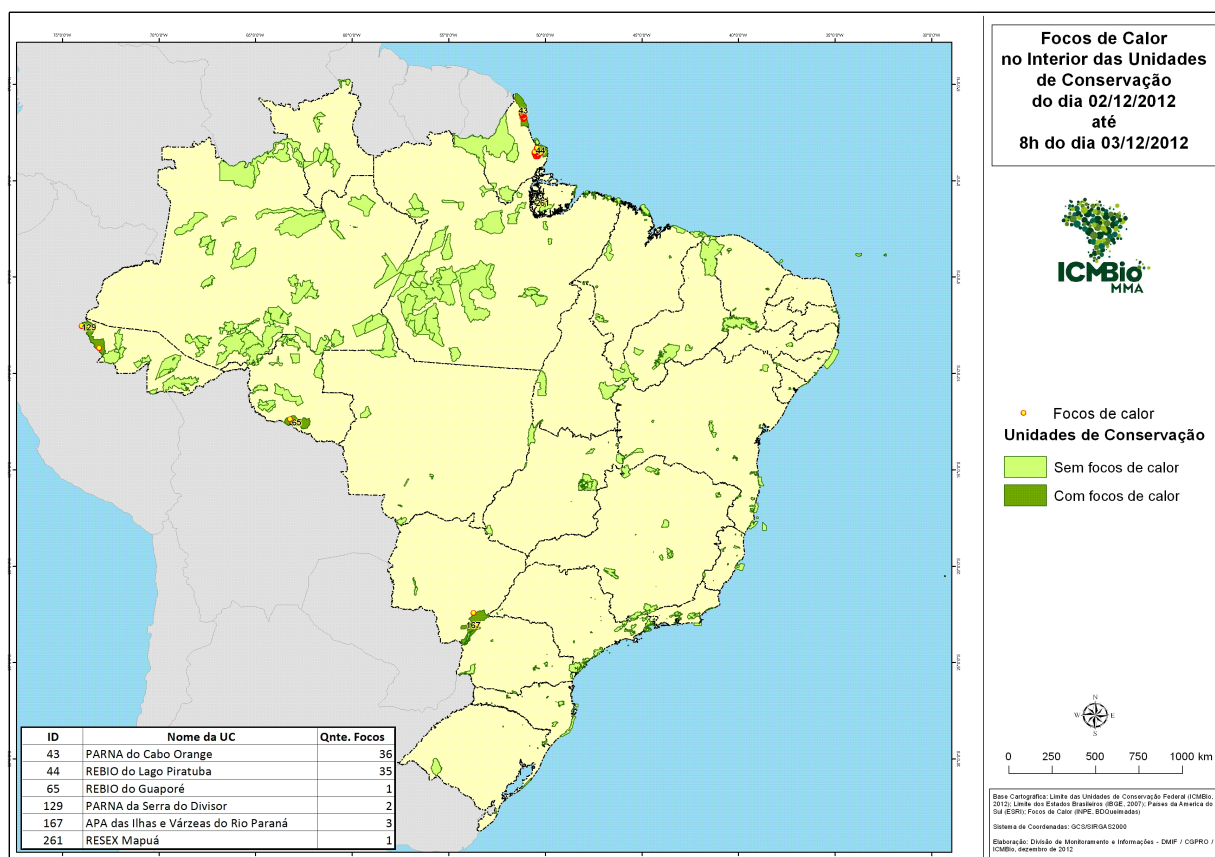 Focos de Calor
no Interior das Unidades
de Conservação
do dia 02/12/2012
até
8h do dia 03/12/2012
ICMBio
MMA
Focos de calor
Unidades de Conservação
Sem focos de calor
Com focos de calor
43
44
261
129
65
167
ID Nome da UC Qnte. Focos
43 PARNA do Cabo Orange 36
44 REBIO do Lago Piratuba 35
65 REBIO do Guaporé 1
129 PARNA da Serra do Divisor 2
167 APA das Ilhas e Várzeas do Rio Paraná 3
261 RESEX Mapuá 1
N
W E
S
0 250 500 750 1000 km
Base Cartográfica: Limite das Unidades de Conservação Federal (ICMBio,
2012); Limite dos Estados Brasileiros (IBGE, 2007); Países da America do
Sul (ESRI); Focos de Calor (INPE, BDQueimadas)
Sistema de Coordenadas: GCS/SIRGAS2000
Elaboração: Divisão de Monitoramento e Informações - DMIF / CGPRO /
ICMBio, dezembro de 2012